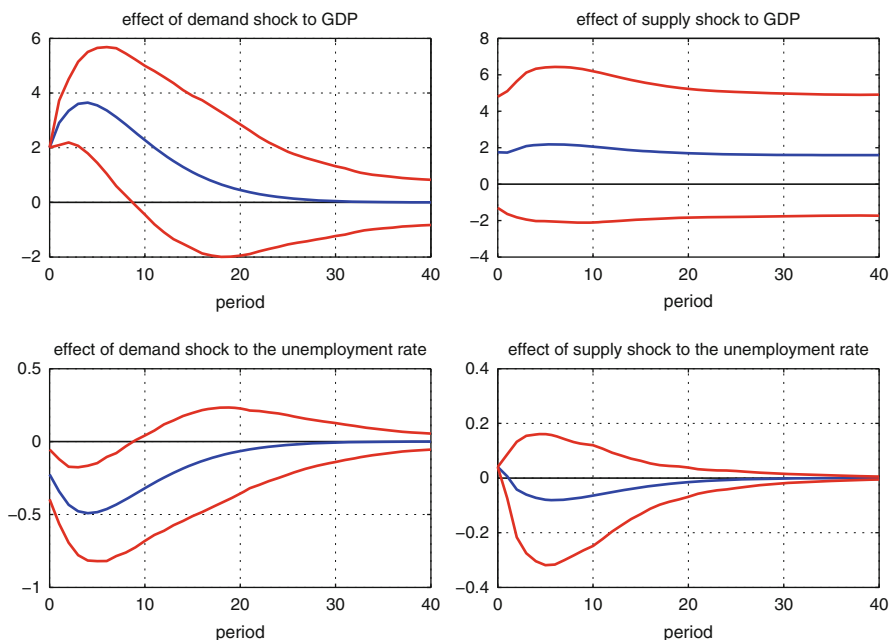 effect of demand shock to GDP
6
4
2
0
−2
0 10 20 30 40
period
effect of supply shock to GDP
8
6
4
2
0
−2
−4
0 10 20 30 40
period
effect of demand shock to the unemployment rate
0.5
0
−0.5
−1
0 10 20 30 40
period
effect of supply shock to the unemployment rate
0.4
0.2
0
−0.2
−0.4
0 10 20 30 40
period